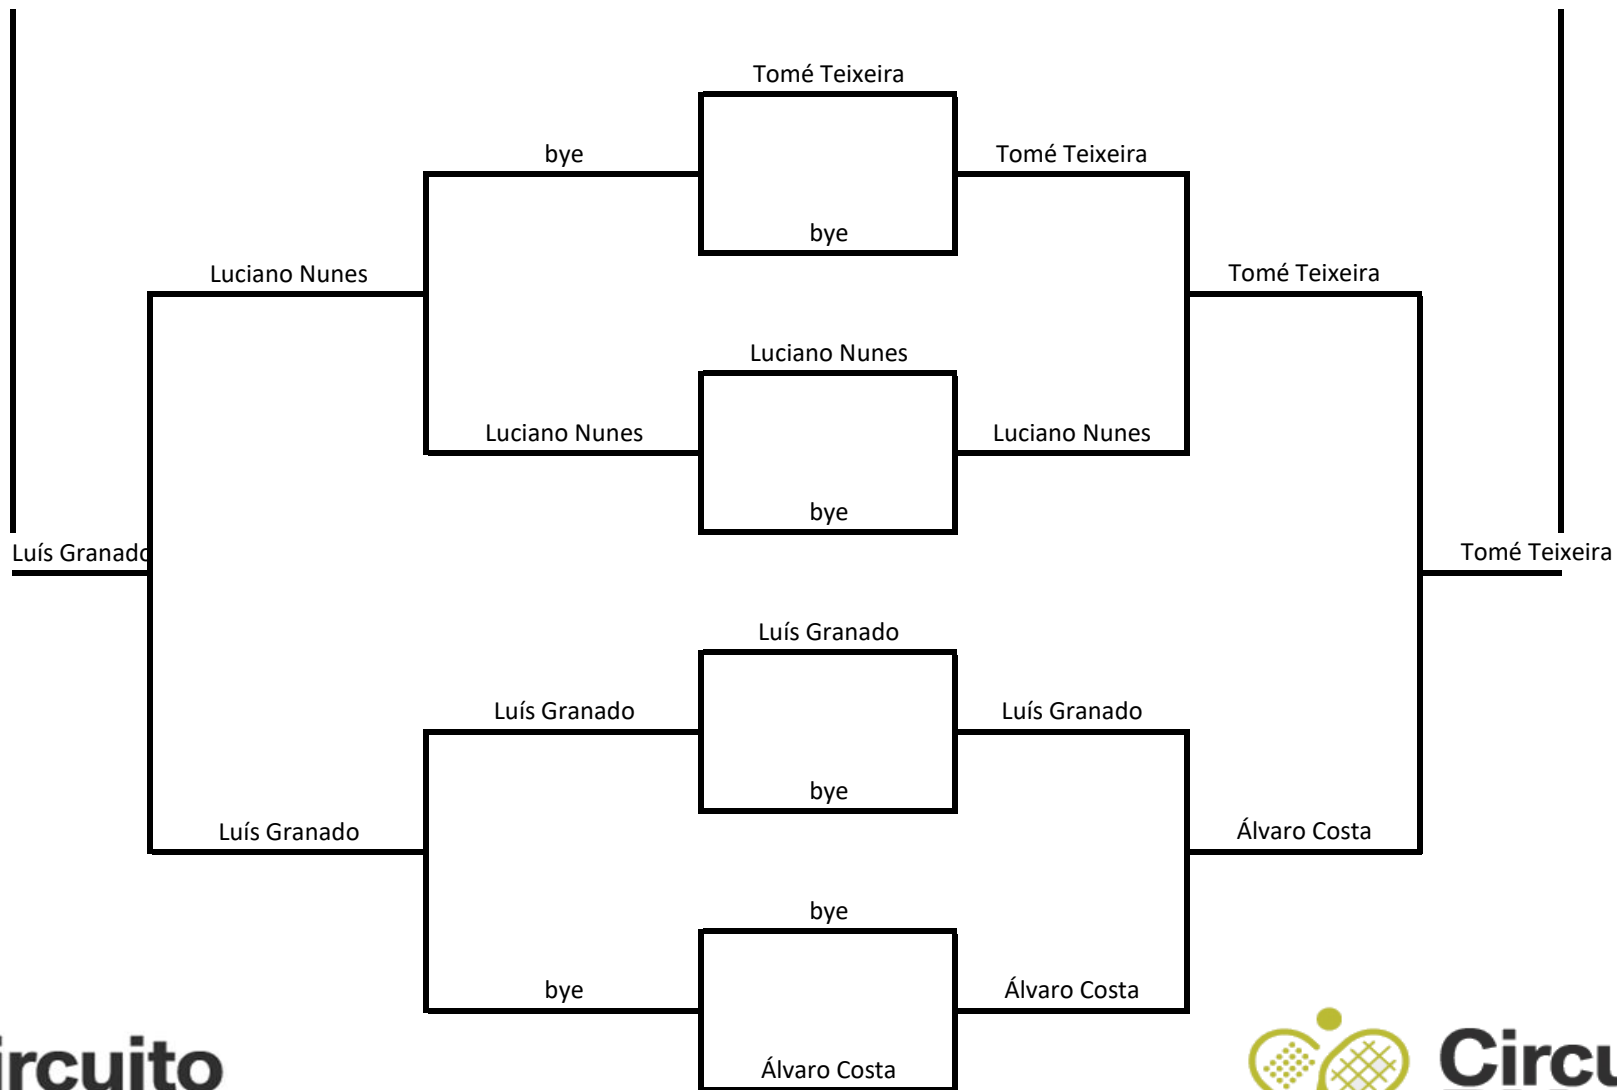 Tomé Teixeira
bye
Tomé Teixeira
bye
Luciano Nunes
Tomé Teixeira
Luciano Nunes
Luciano Nunes
Luciano Nunes
bye
Luís Granado
Tomé Teixeira
Luís Granado
Luís Granado
Luís Granado
bye
Luís Granado
Álvaro Costa
bye
bye
Álvaro Costa
Álvaro Costa
ircuito
Circu